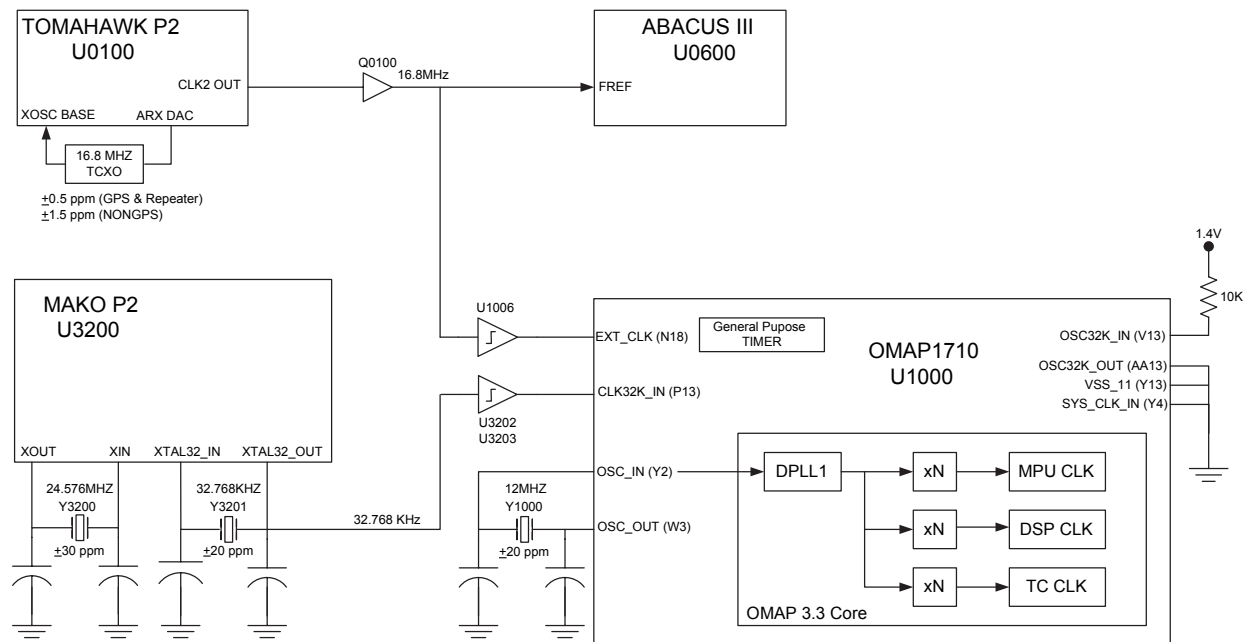 TOMAHAWK P2
U0100
CLK2 OUT
XOSC BASE
ARX DAC
16.8 MHZ
TCXO
±0.5 ppm (GPS & Repeater)
±1.5 ppm (NONGPS)
Q0100
16.8MHz
ABACUS III
U0600
FREF
MAKO P2
U3200
XOUT
XIN
XTAL32_IN
XTAL32_OUT
24.576MHZ
Y3200
±30 ppm
32.768KHZ
Y3201
±20 ppm
32.768 KHz
U1006
U3202
U3203
12MHZ
Y1000
±20 ppm
EXT_CLK (N18)
CLK32K_IN (P13)
OSC_IN (Y2)
OSC_OUT (W3)
General Pupose
TIMER
OMAP1710
U1000
1.4V
10K
OSC32K_IN (V13)
OSC32K_OUT (AA13)
VSS_11 (Y13)
SYS_CLK_IN (Y4)
DPLL1
xN
MPU CLK
xN
DSP CLK
xN
TC CLK
OMAP 3.3 Core